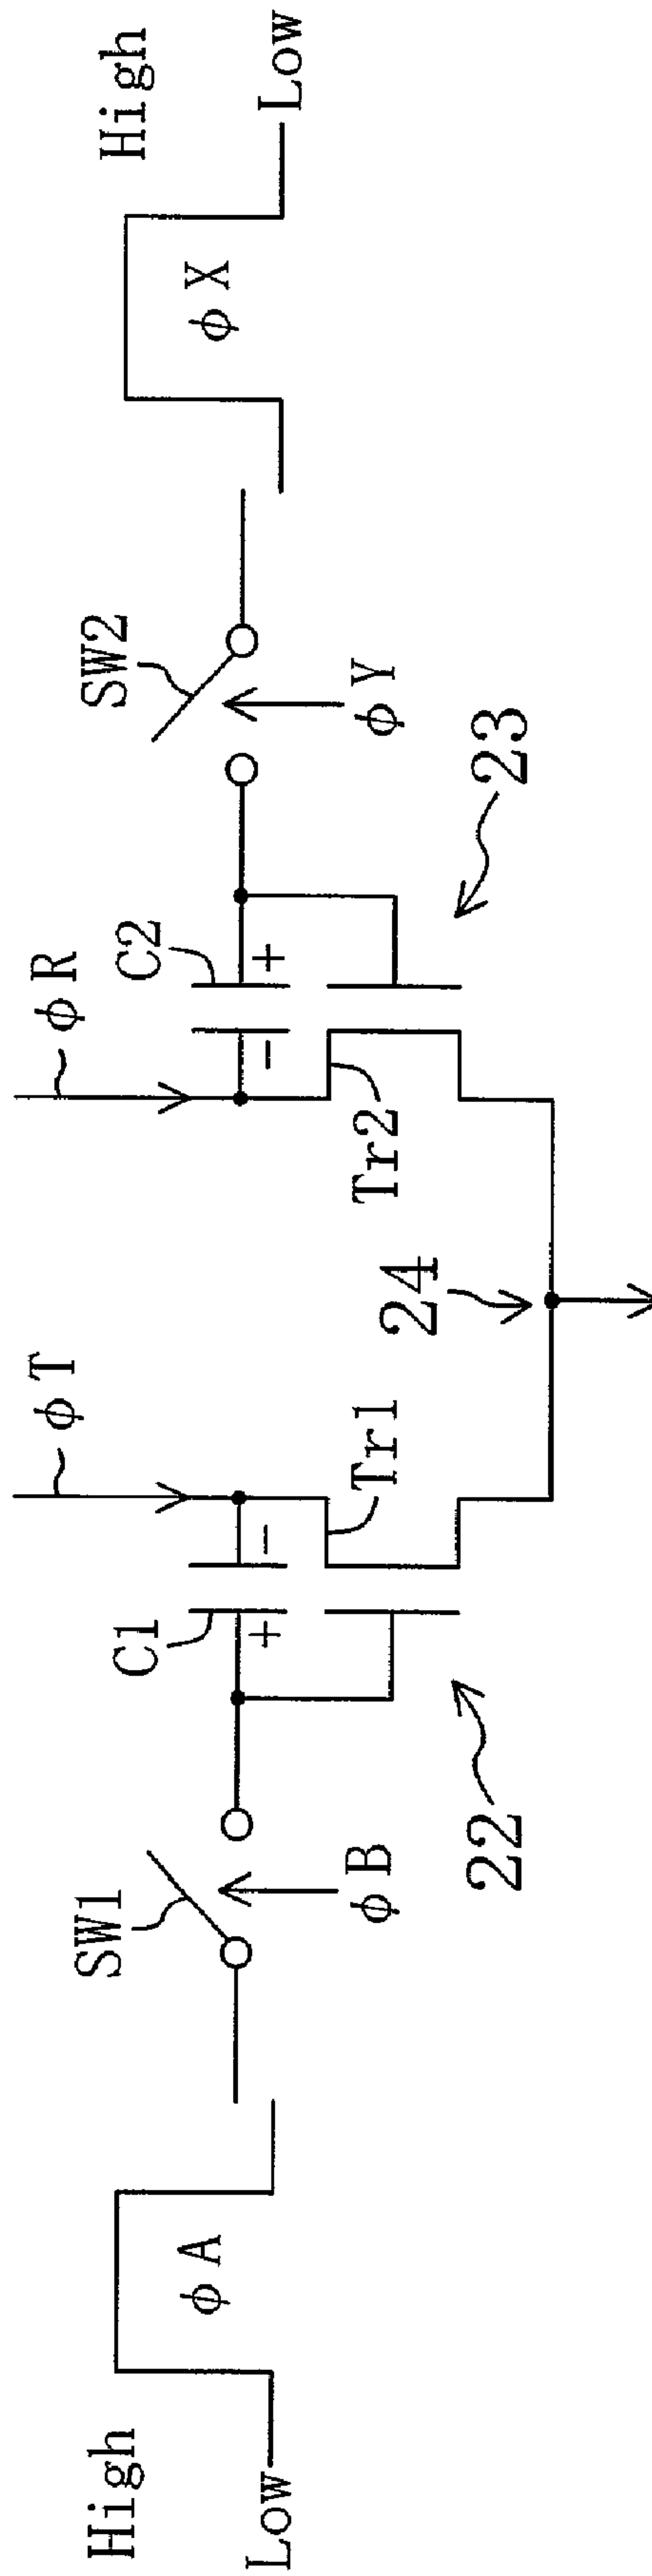 High
Low
φA
SW1
φB
C1
+
-
22
φT
Tr1
24
φR
C2
-
+
Tr2
23
SW2
φY
φX
High
Low